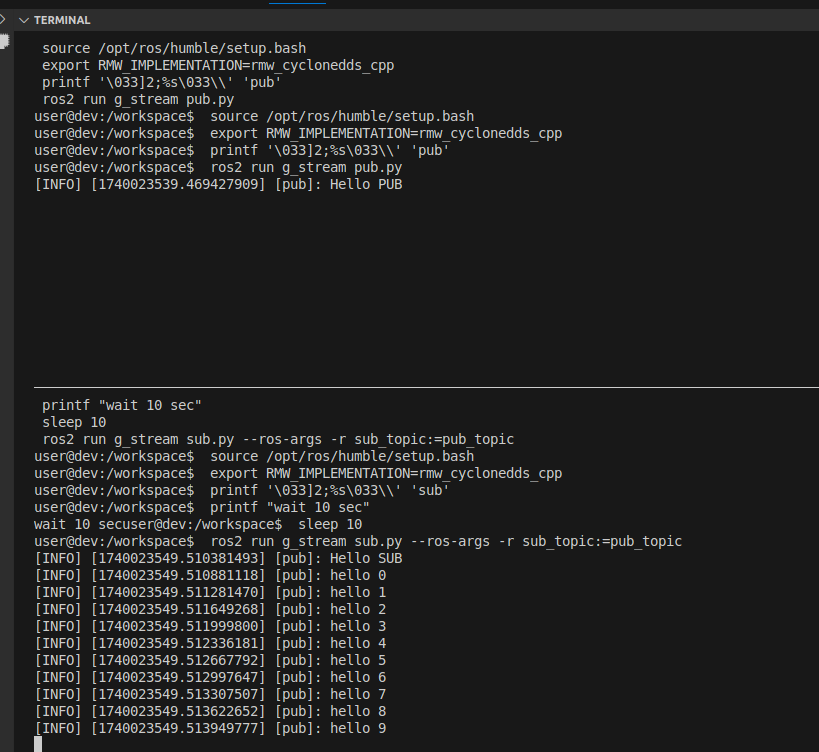 TERMINAL
source /opt/ros/humble/setup.bash
export RMW_IMPLEMENTATION=rmw_cyclonedds_cpp
printf '\033]2;%s\033\\' 'pub'
ros2 run g_stream pub.py
user@dev:/workspace$  source /opt/ros/humble/setup.bash
user@dev:/workspace$  export RMW_IMPLEMENTATION=rmw_cyclonedds_cpp
user@dev:/workspace$  printf '\033]2;%s\033\\' 'pub'
user@dev:/workspace$  ros2 run g_stream pub.py
[INFO] [1740023539.469427909] [pub]: Hello PUB
printf "wait 10 sec"
sleep 10
ros2 run g_stream sub.py --ros-args -r sub_topic:=pub_topic
user@dev:/workspace$  source /opt/ros/humble/setup.bash
user@dev:/workspace$  export RMW_IMPLEMENTATION=rmw_cyclonedds_cpp
user@dev:/workspace$  printf '\033]2;%s\033\\' 'sub'
user@dev:/workspace$  printf "wait 10 sec"
wait 10 secuser@dev:/workspace$  sleep 10
user@dev:/workspace$  ros2 run g_stream sub.py --ros-args -r sub_topic:=pub_topic
[INFO] [1740023549.510381493] [pub]: Hello SUB
[INFO] [1740023549.510881118] [pub]: hello 0
[INFO] [1740023549.511281470] [pub]: hello 1
[INFO] [1740023549.511649268] [pub]: hello 2
[INFO] [1740023549.511999800] [pub]: hello 3
[INFO] [1740023549.512336181] [pub]: hello 4
[INFO] [1740023549.512667792] [pub]: hello 5
[INFO] [1740023549.512997647] [pub]: hello 6
[INFO] [1740023549.513307507] [pub]: hello 7
[INFO] [1740023549.513622652] [pub]: hello 8
[INFO] [1740023549.513949777] [pub]: hello 9